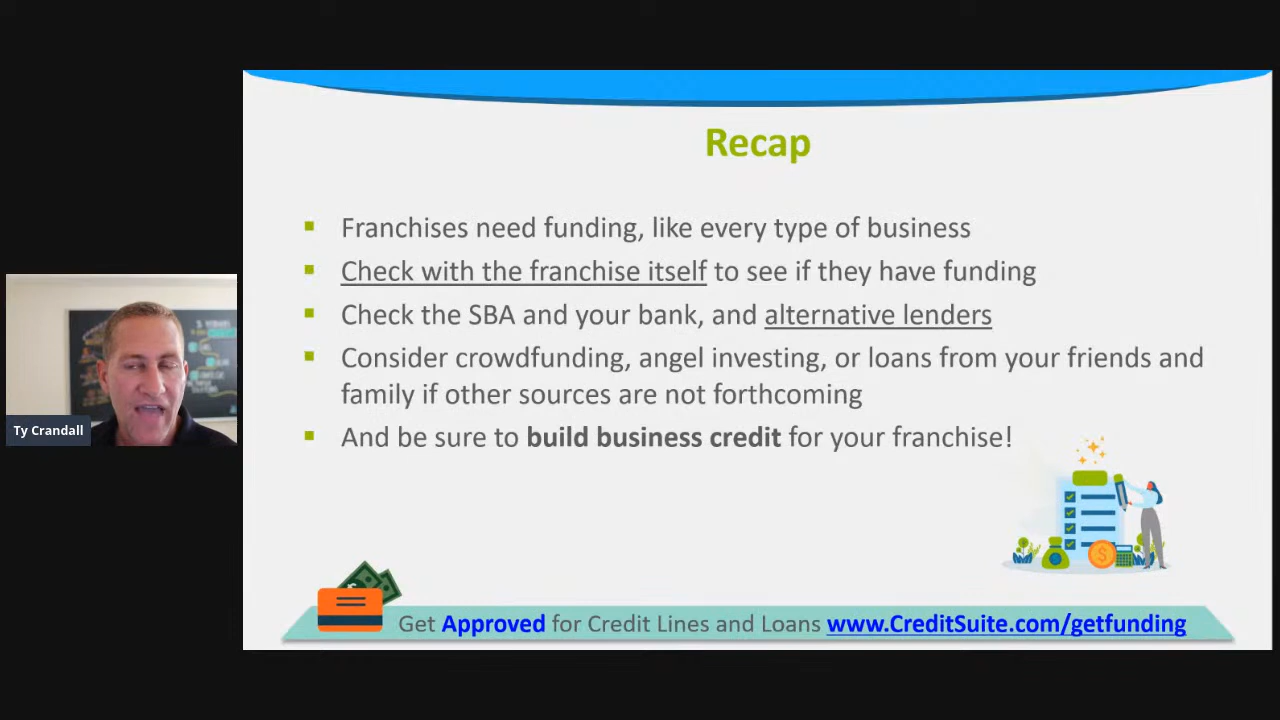 Recap
Franchises need funding, like every type of business
Check with the franchise itself to see if they have funding
Check the SBA and your bank, and alternative lenders
Consider crowdfunding, angel investing, or loans from your friends and
family if other sources are not forthcoming
And be sure to build business credit for your franchise!
Ty Crandall
Get Approved for Credit Lines and Loans www.CreditSuite.com/getfunding